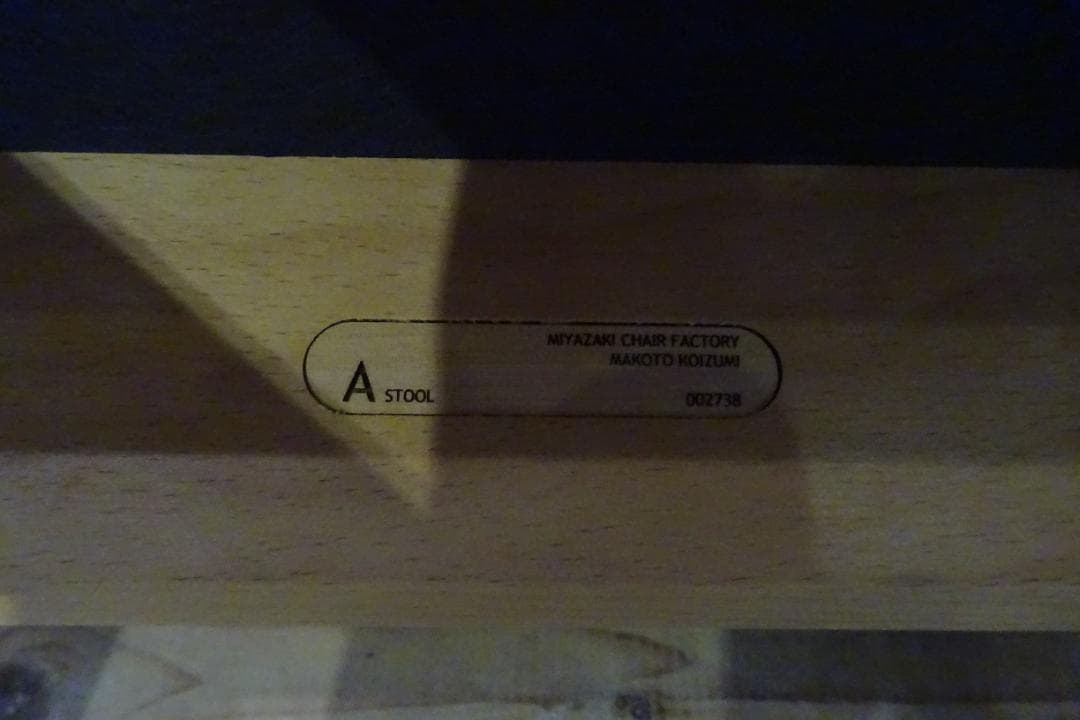 MIYAZAKI CHAIR FACTORY
MAKOTO KOIZUMI
A STOOL 002738